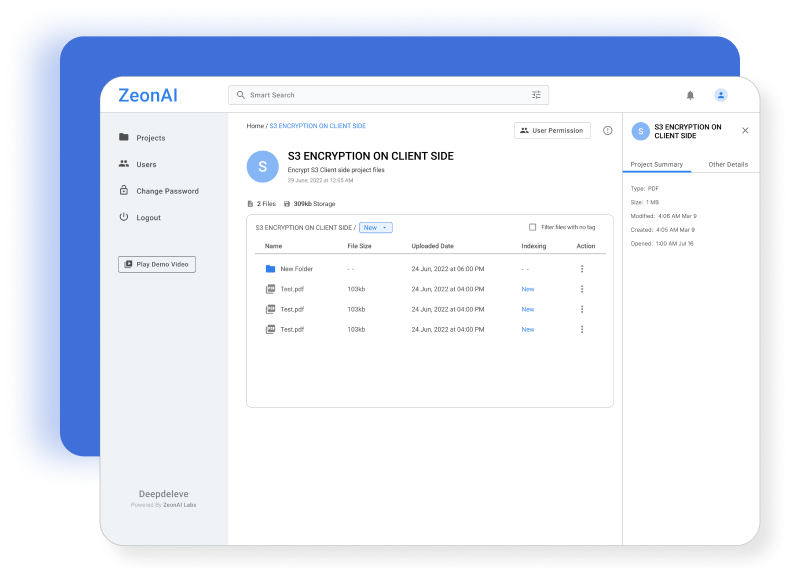 ZeonAI
Smart Search
Projects
Users
Change Password
Logout
Play Demo Video
Deepdeleve
Powered By ZeonAI Labs
Home / S3 ENCRYPTION ON CLIENT SIDE
User Permission
S
S3 ENCRYPTION ON CLIENT SIDE
Encrypt S3 Client side project files
29 June, 2022 at 12:05 AM
2 Files 309kb Storage
S3 ENCRYPTION ON CLIENT SIDE / New
Filter files with no tag
Name File Size Uploaded Date Indexing Action
New Folder - - 24 Jun, 2022 at 06:00 PM - -
PDF Test.pdf 103kb 24 Jun, 2022 at 04:00 PM New
PDF Test.pdf 103kb 24 Jun, 2022 at 04:00 PM New
PDF Test.pdf 103kb 24 Jun, 2022 at 04:00 PM New
S
S3 ENCRYPTION ON
CLIENT SIDE
Project Summary Other Details
Type: PDF
Size: 1 MB
Modified: 4:06 AM Mar 9
Created: 4:05 AM Mar 9
Opened: 1:00 AM Jul 16